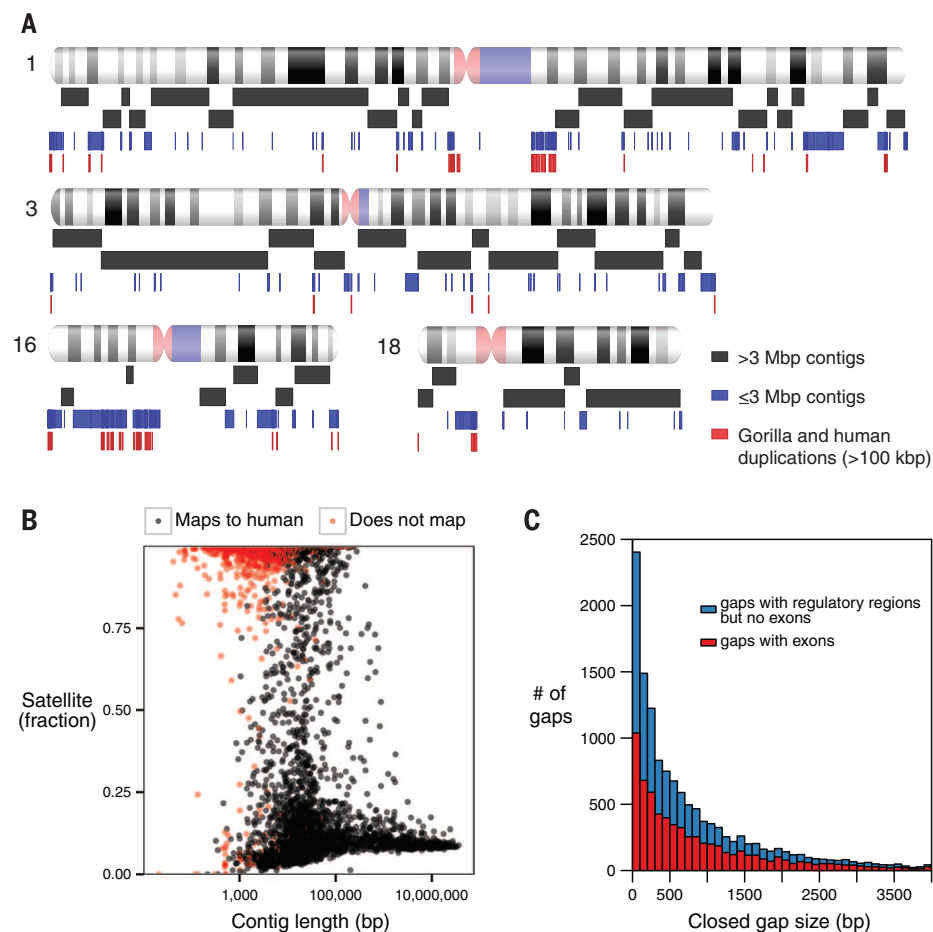 A
1
3
16
18
>3 Mbp contigs
≤3 Mbp contigs
Gorilla and human
duplications (>100 kbp)
B
Maps to human
Does not map
0.75
Satellite
(fraction)
0.50
0.25
0.00
1,000
100,000
10,000,000
Contig length (bp)
C
2500
2000
gaps with regulatory regions
but no exons
gaps with exons
1500
# of
gaps
1000
500
0
0
500
1500
2500
3500
Closed gap size (bp)